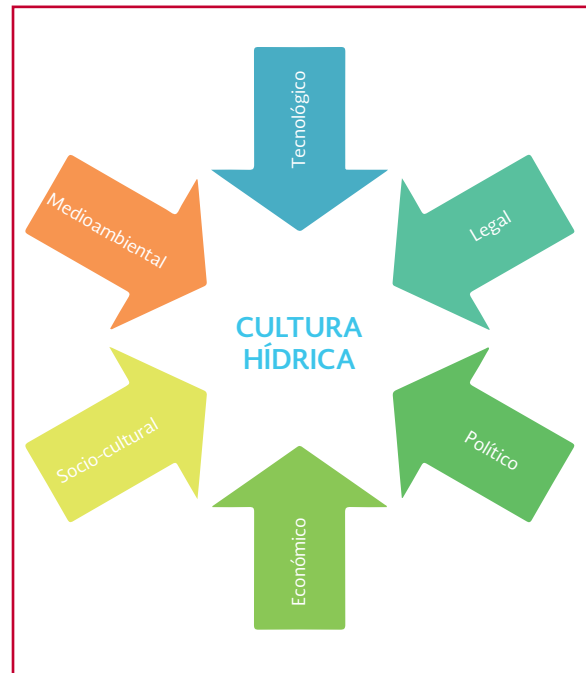 Tecnológico
Legal
Político
Económico
Socio-cultural
Medioambiental
CULTURA
HÍDRICA